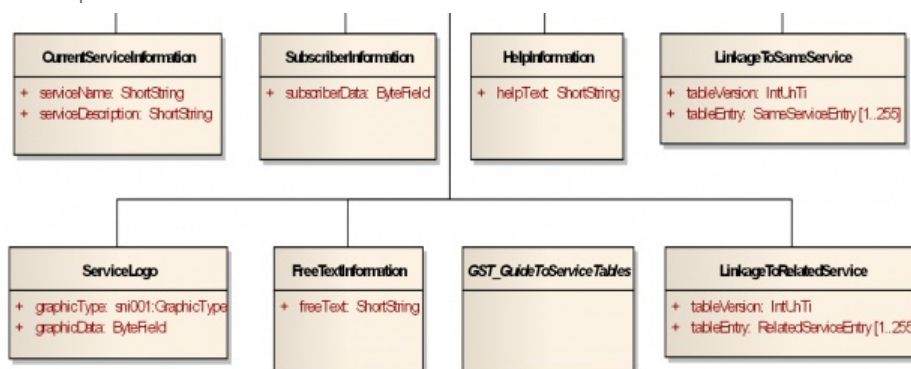 CurrentServiceInformation
+ serviceName: ShortString
+ serviceDescription: ShortString
SubscriberInformation
+ subscriberData: ByteField
HelpInformation
+ helpText: ShortString
LinkageToSameService
+ tableVersion: IntUnTi
+ tableEntry: SameServiceEntry [1..255]
ServiceLogo
+ graphicType: sni001:GraphicType
+ graphicData: ByteField
FreeTextInformation
+ freeText: ShortString
GST_GuideToServiceTables
LinkageToRelatedService
+ tableVersion: IntUnTi
+ tableEntry: RelatedServiceEntry [1..255